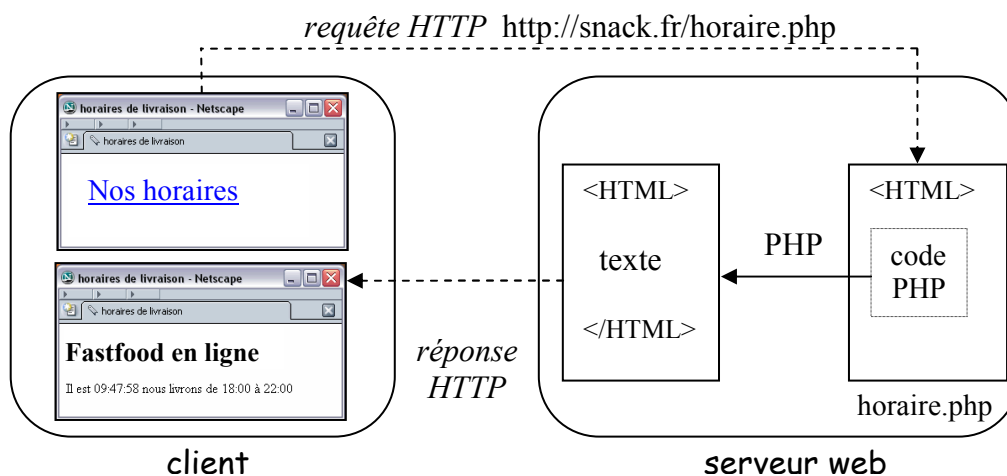 requête HTTP http://snack.fr/horaire.php
horaires de livraison - Netscape
horaires de livraison
Nos horaires
horaires de livraison - Netscape
horaires de livraison
Fastfood en ligne
Il est 09:47:58 nous livrons de 18:00 à 22:00
client
réponse
HTTP
<HTML>
texte
</HTML>
PHP
<HTML>
code
PHP
horaire.php
serveur web